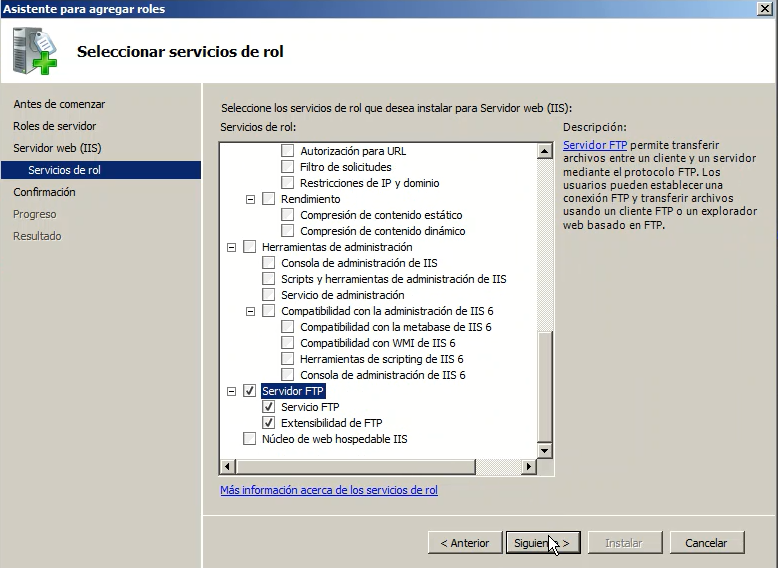 Asistente para agregar roles
Seleccionar servicios de rol
Antes de comenzar
Roles de servidor
Servidor web (IIS)
Servicios de rol
Confirmación
Progreso
Resultado
Seleccione los servicios de rol que desea instalar para Servidor web (IIS):
Servicios de rol:
Autorización para URL
Filtro de solicitudes
Restricciones de IP y dominio
Rendimiento
Compresión de contenido estático
Compresión de contenido dinámico
Herramientas de administración
Consola de administración de IIS
Scripts y herramientas de administración de IIS
Servicio de administración
Compatibilidad con la administración de IIS 6
Compatibilidad con la metabase de IIS 6
Compatibilidad con WMI de IIS 6
Herramientas de scripting de IIS 6
Consola de administración de IIS 6
Servidor FTP
Servicio FTP
Extensibilidad de FTP
Núcleo de web hospedable IIS
Más información acerca de los servicios de rol
Descripción:
Servidor FTP permite transferir
archivos entre un cliente y un servidor
mediante el protocolo FTP. Los
usuarios pueden establecer una
conexión FTP y transferir archivos
usando un cliente FTP o un explorador
web basado en FTP.
< Anterior
Siguiente >
Instalar
Cancelar